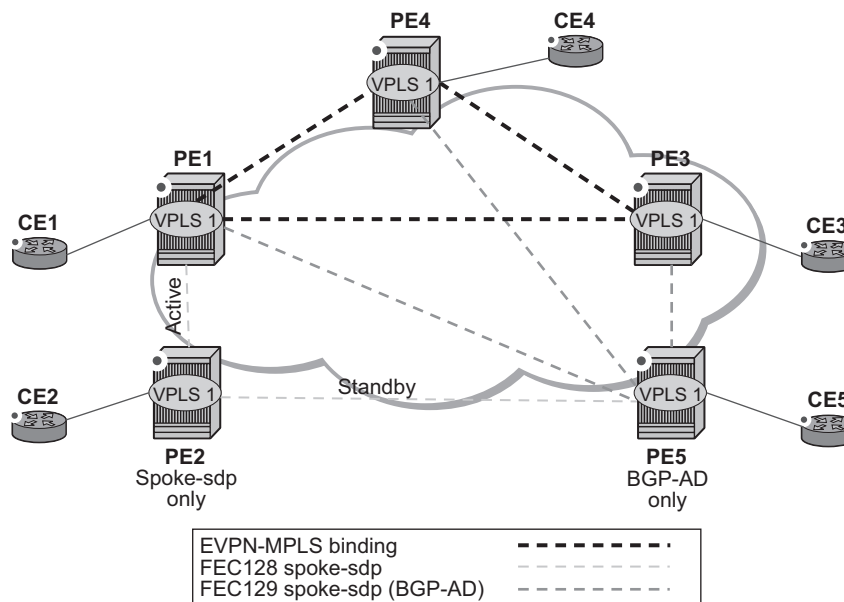 PE4
CE4
VPLS 1
PE1
PE3
CE1
VPLS 1
VPLS 1
CE3
Active
Standby
CE2
VPLS 1
VPLS 1
CE5
PE2
Spoke-sdp
only
PE5
BGP-AD
only
EVPN-MPLS binding
FEC128 spoke-sdp
FEC129 spoke-sdp (BGP-AD)